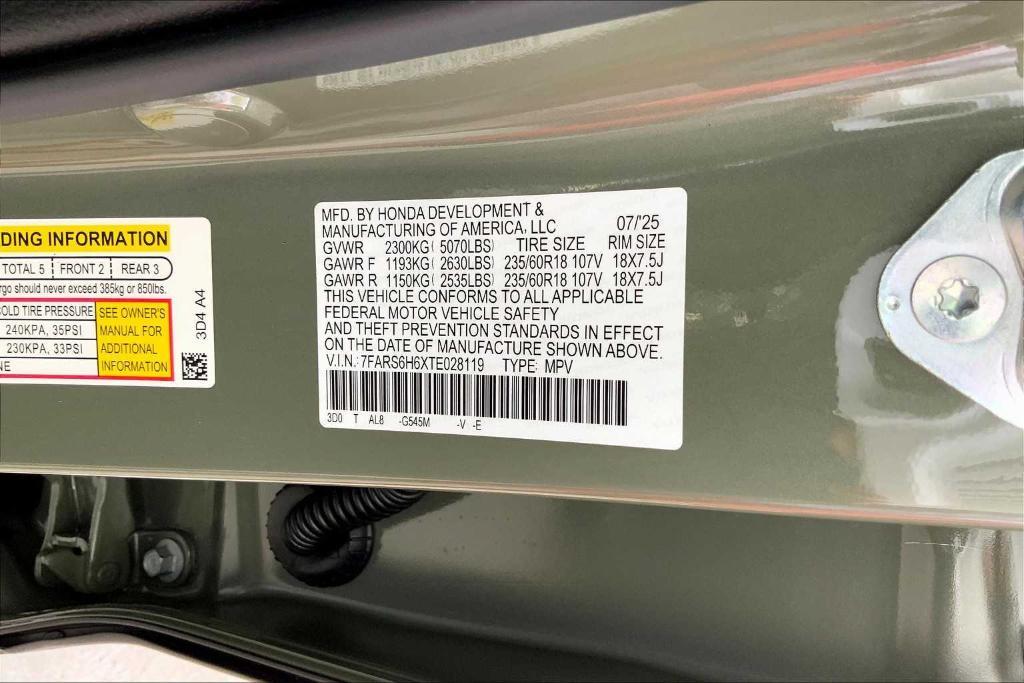 DING INFORMATION
TOTAL 5 FRONT 2 REAR 3
rgo should never exceed 385kg or 850lbs.
OLD TIRE PRESSURE
240KPA, 35PSI
230KPA, 33PSI
NE
SEE OWNER'S
MANUAL FOR
ADDITIONAL
INFORMATION
3D4 A4
MFD. BY HONDA DEVELOPMENT &
MANUFACTURING OF AMERICA, LLC 07/'25
GVWR 2300KG( 5070LBS) TIRE SIZE RIM SIZE
GAWR F 1193KG( 2630LBS) 235/60R18 107V 18X7.5J
GAWR R 1150KG( 2535LBS) 235/60R18 107V 18X7.5J
THIS VEHICLE CONFORMS TO ALL APPLICABLE
FEDERAL MOTOR VEHICLE SAFETY
AND THEFT PREVENTION STANDARDS IN EFFECT
ON THE DATE OF MANUFACTURE SHOWN ABOVE.
V.I.N.:7FARS6H6XTE028119 TYPE: MPV
3D0 T AL8 -G545M -V -E